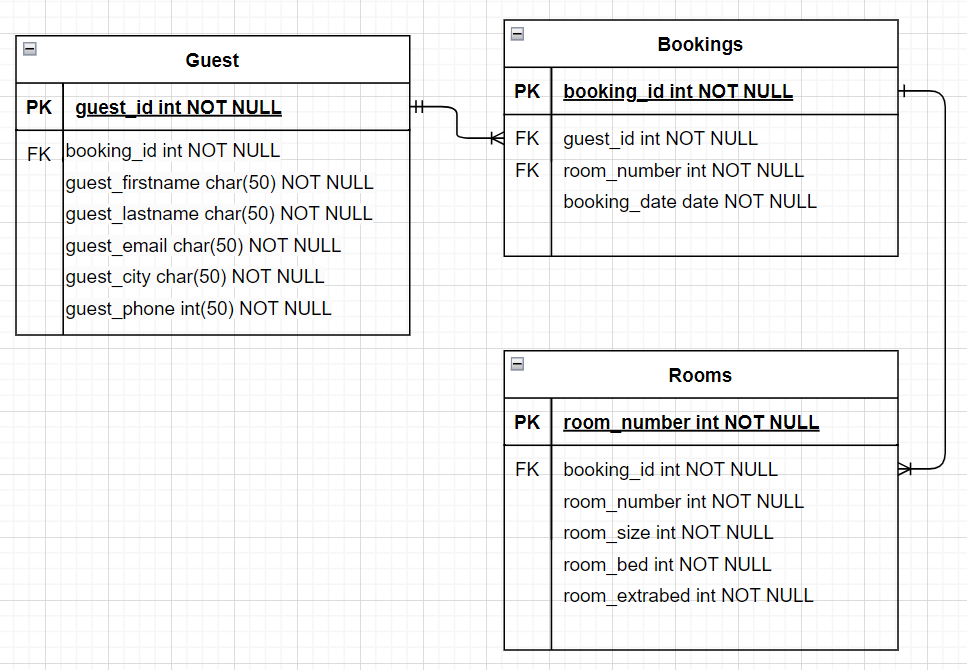 Guest
PK guest_id int NOT NULL
FK booking_id int NOT NULL
guest_firstname char(50) NOT NULL
guest_lastname char(50) NOT NULL
guest_email char(50) NOT NULL
guest_city char(50) NOT NULL
guest_phone int(50) NOT NULL
Bookings
PK booking_id int NOT NULL
FK guest_id int NOT NULL
FK room_number int NOT NULL
booking_date date NOT NULL
Rooms
PK room_number int NOT NULL
FK booking_id int NOT NULL
room_number int NOT NULL
room_size int NOT NULL
room_bed int NOT NULL
room_extrabed int NOT NULL